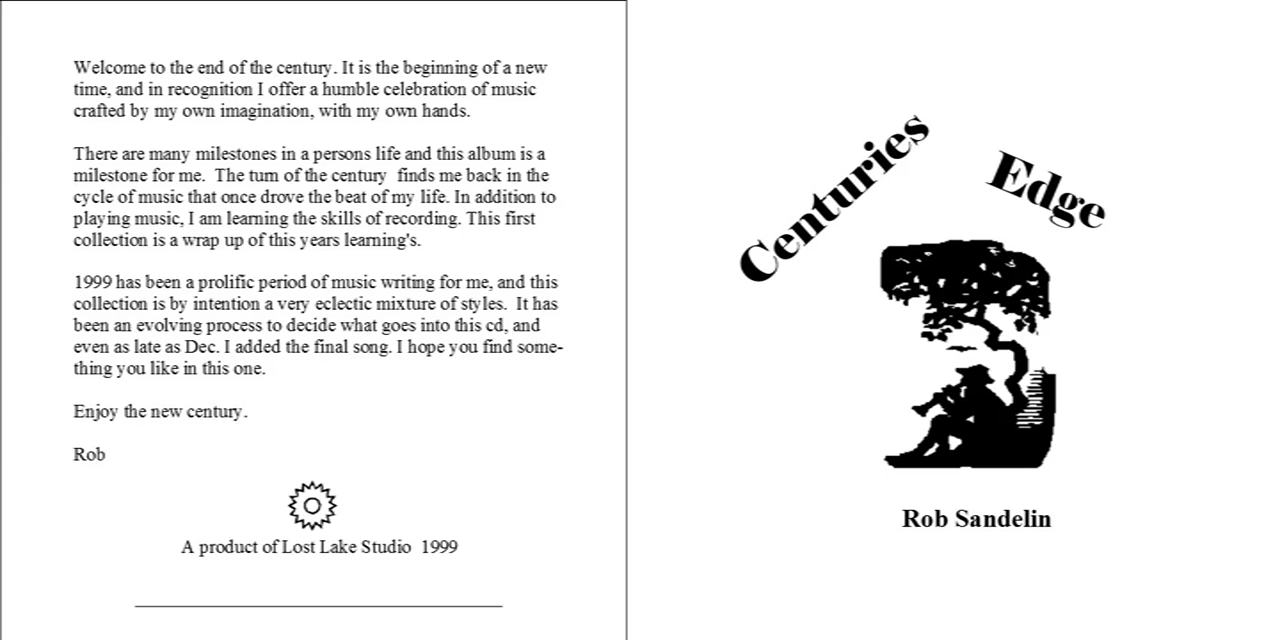 Welcome to the end of the century. It is the beginning of a new
time, and in recognition I offer a humble celebration of music
crafted by my own imagination, with my own hands.
There are many milestones in a persons life and this album is a
milestone for me.  The turn of the century  finds me back in the
cycle of music that once drove the beat of my life. In addition to
playing music, I am learning the skills of recording. This first
collection is a wrap up of this years learning's.
1999 has been a prolific period of music writing for me, and this
collection is by intention a very eclectic mixture of styles.  It has
been an evolving process to decide what goes into this cd, and
even as late as Dec. I added the final song. I hope you find some-
thing you like in this one.
Enjoy the new century.
Rob
A product of Lost Lake Studio  1999
Centuries
Edge
Rob Sandelin